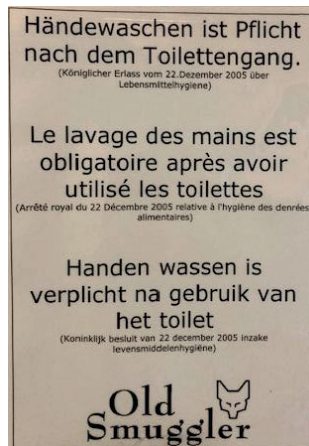 Händewaschen ist Pflicht
nach dem Toilettengang.
(Königlicher Erlass vom 22.Dezember 2005 über
Lebensmittelhygiene)
Le lavage des mains est
obligatoire après avoir
utilisé les toilettes
(Arrêté royal du 22 Décembre 2005 relative à l'hygiène des denrées
alimentaires)
Handen wassen is
verplicht na gebruik van
het toilet
(Koninklijk besluit van 22 december 2005 inzake
levensmiddelenhygiëne)
Old
Smuggler